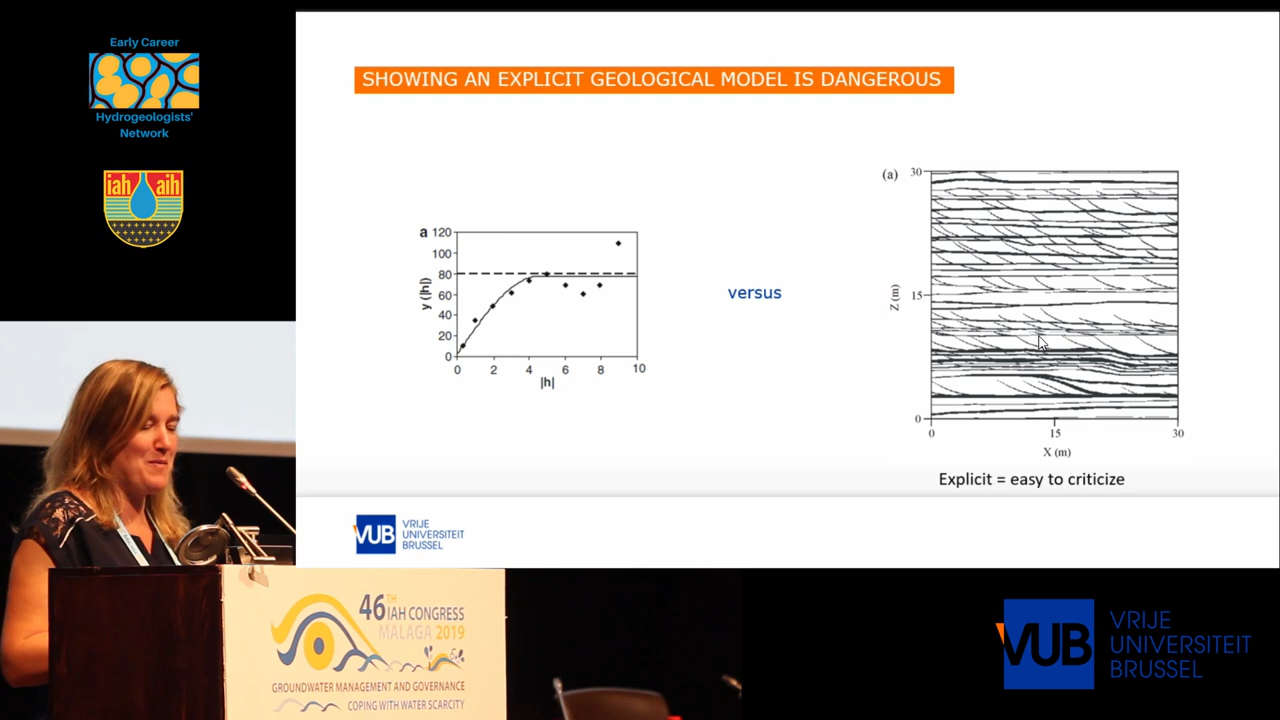 Early Career
Hydrogeologists'
Network
iah aih
SHOWING AN EXPLICIT GEOLOGICAL MODEL IS DANGEROUS
a
120
100
80
60
40
20
0
y (|h|)
0 2 4 6 8 10
|h|
versus
(a)
30
15
0
Z (m)
0 15 30
X (m)
Explicit = easy to criticize
VUB
VRIJE
UNIVERSITEIT
BRUSSEL
46TH
IAH CONGRESS
MALAGA 2019
GROUNDWATER MANAGEMENT AND GOVERNANCE
COPING WITH WATER SCARCITY
VUB
VRIJE
UNIVERSITEIT
BRUSSEL